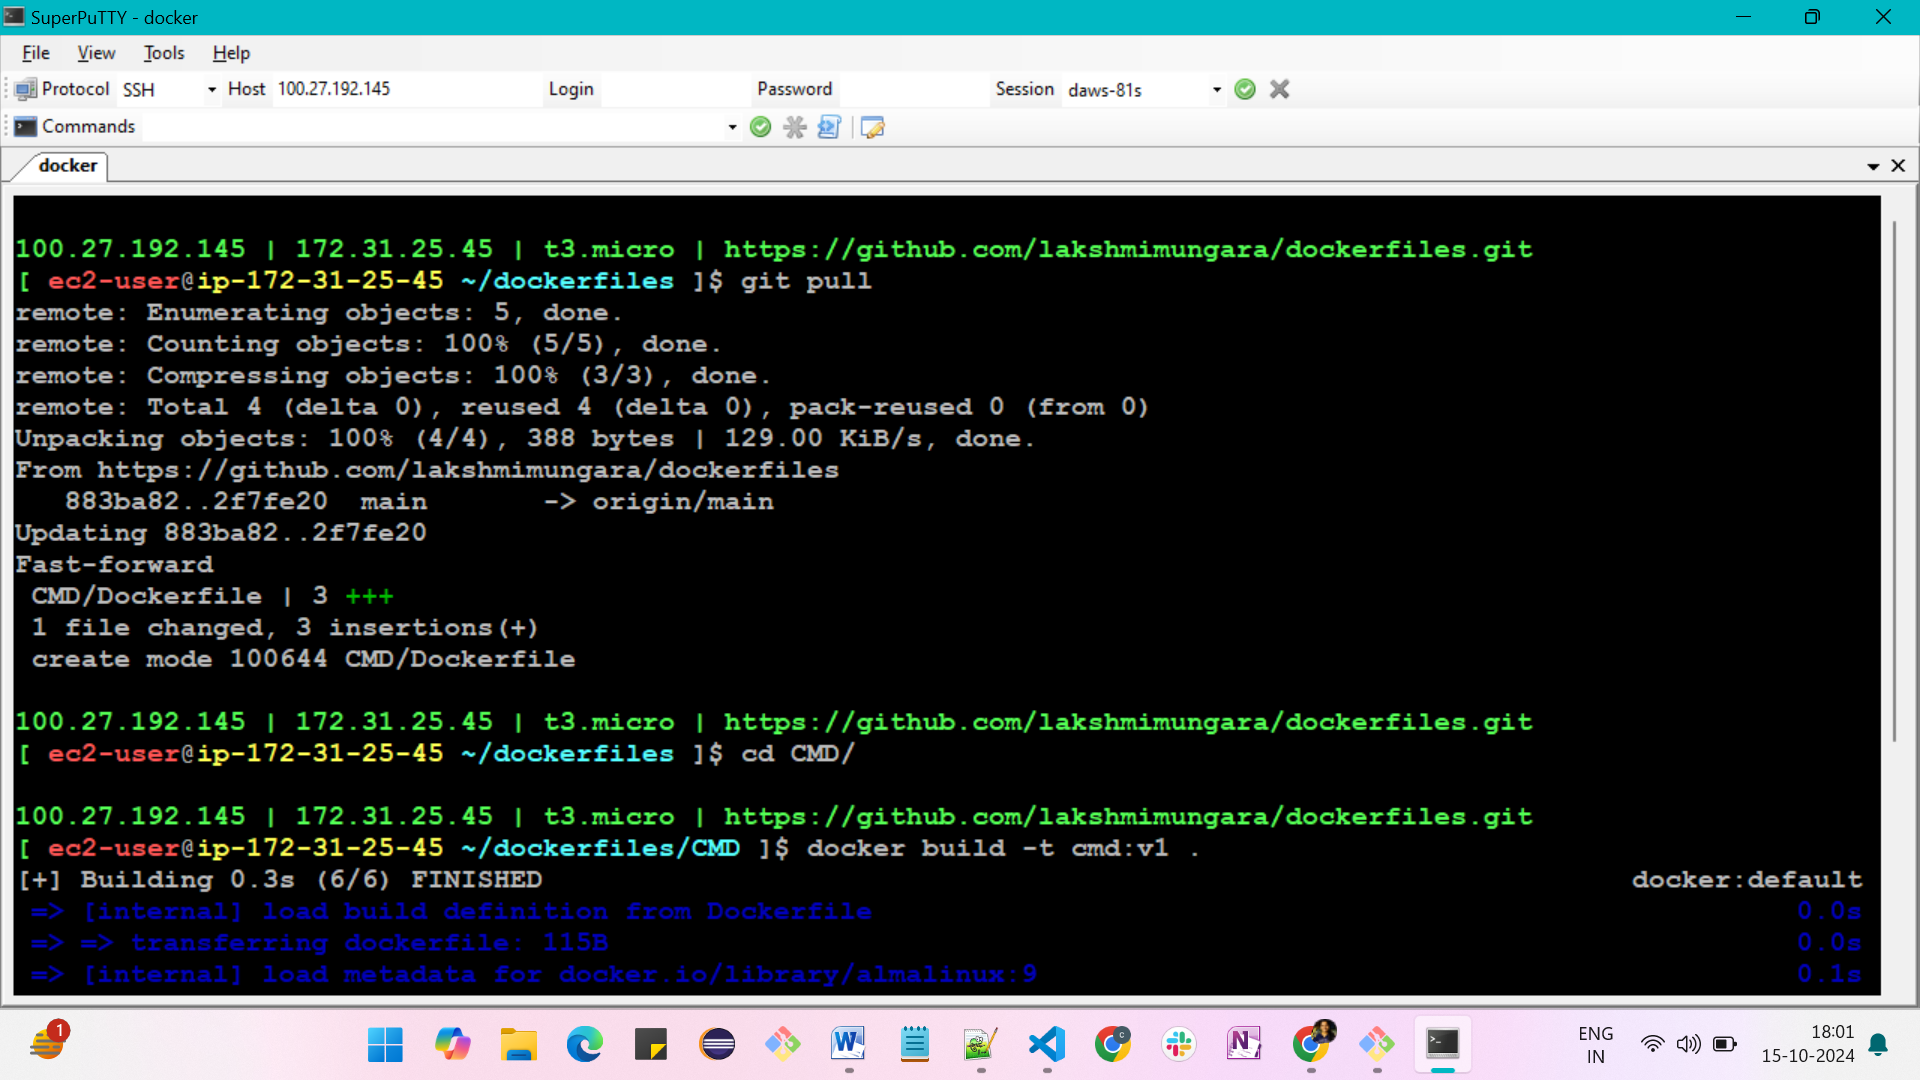 SuperPuTTY - docker
File View Tools Help
Protocol SSH Host 100.27.192.145 Login Password Session daws-81s
Commands
docker
100.27.192.145 | 172.31.25.45 | t3.micro | https://github.com/lakshmimungara/dockerfiles.git
[ ec2-user@ip-172-31-25-45 ~/dockerfiles ]$ git pull
remote: Enumerating objects: 5, done.
remote: Counting objects: 100% (5/5), done.
remote: Compressing objects: 100% (3/3), done.
remote: Total 4 (delta 0), reused 4 (delta 0), pack-reused 0 (from 0)
Unpacking objects: 100% (4/4), 388 bytes | 129.00 KiB/s, done.
From https://github.com/lakshmimungara/dockerfiles
883ba82..2f7fe20 main -> origin/main
Updating 883ba82..2f7fe20
Fast-forward
CMD/Dockerfile | 3 +++
1 file changed, 3 insertions(+)
create mode 100644 CMD/Dockerfile
100.27.192.145 | 172.31.25.45 | t3.micro | https://github.com/lakshmimungara/dockerfiles.git
[ ec2-user@ip-172-31-25-45 ~/dockerfiles ]$ cd CMD/
100.27.192.145 | 172.31.25.45 | t3.micro | https://github.com/lakshmimungara/dockerfiles.git
[ ec2-user@ip-172-31-25-45 ~/dockerfiles/CMD ]$ docker build -t cmd:v1 .
[+] Building 0.3s (6/6) FINISHED docker:default
=> [internal] load build definition from Dockerfile 0.0s
=> => transferring dockerfile: 115B 0.0s
=> [internal] load metadata for docker.io/library/almalinux:9 0.1s
1
ENG
IN
18:01
15-10-2024